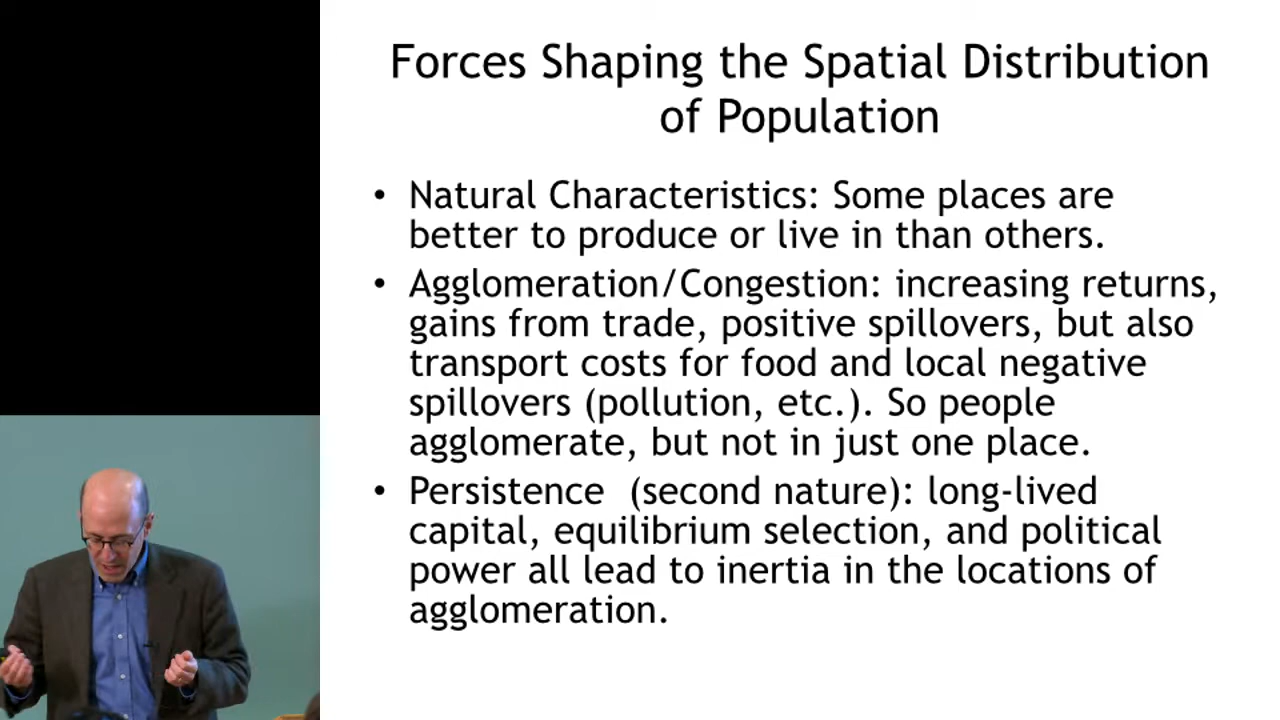 Forces Shaping the Spatial Distribution
of Population
• Natural Characteristics: Some places are
better to produce or live in than others.
• Agglomeration/Congestion: increasing returns,
gains from trade, positive spillovers, but also
transport costs for food and local negative
spillovers (pollution, etc.). So people
agglomerate, but not in just one place.
• Persistence  (second nature): long-lived
capital, equilibrium selection, and political
power all lead to inertia in the locations of
agglomeration.